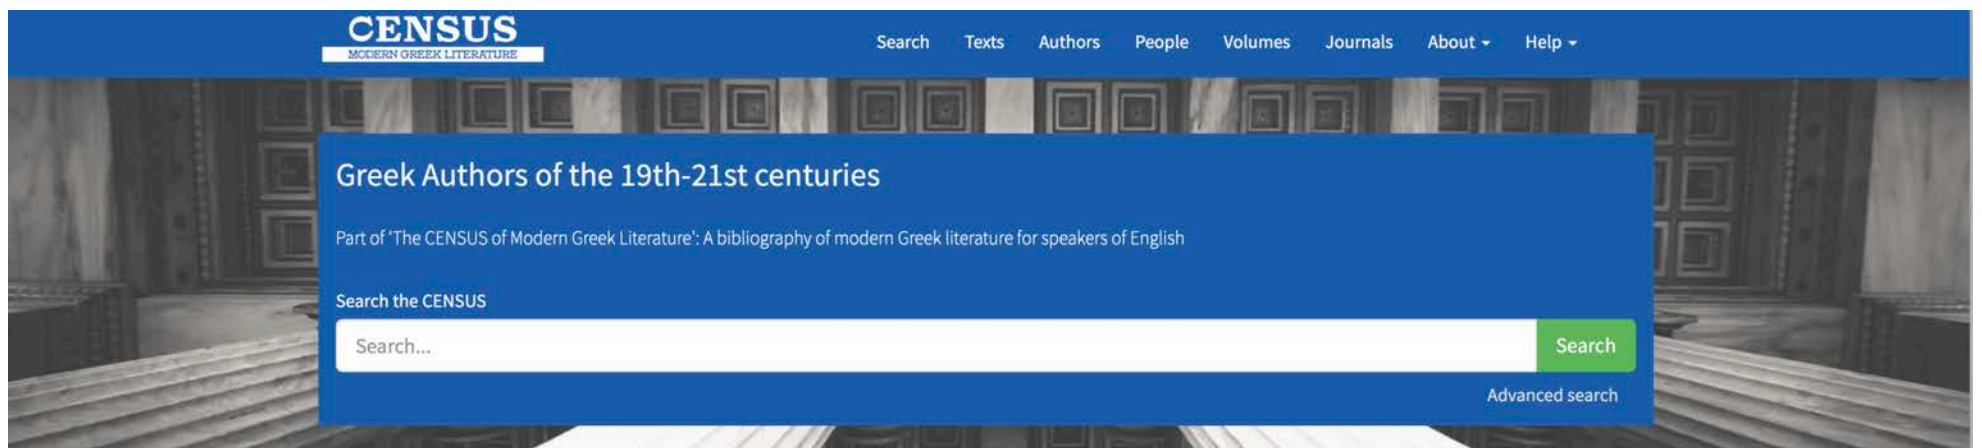 CENSUS
MODERN GREEK LITERATURE
Search Texts Authors People Volumes Journals About Help
Greek Authors of the 19th-21st centuries
Part of 'The CENSUS of Modern Greek Literature': A bibliography of modern Greek literature for speakers of English
Search the CENSUS
Search... Search
Advanced search